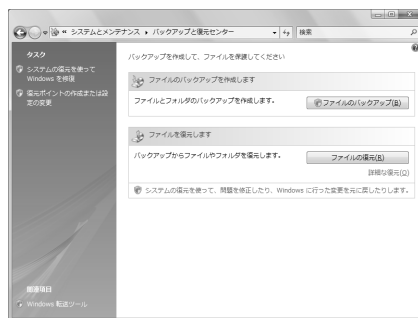 « システムとメンテナンス ▸ バックアップと復元センター
検索
タスク
システムの復元を使って
Windows を修復
復元ポイントの作成または設
定の変更
バックアップを作成して、ファイルを保護してください
ファイルのバックアップを作成します
ファイルとフォルダのバックアップを作成します。
ファイルのバックアップ(B)
ファイルを復元します
バックアップからファイルやフォルダを復元します。
ファイルの復元(R)
詳細な復元(O)
システムの復元を使って、問題を修正したり、Windows に行った変更を元に戻したりします。
関連項目
Windows 転送ツール